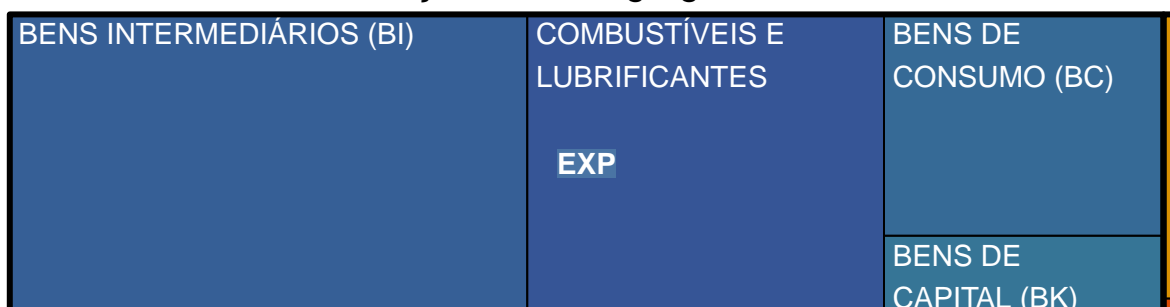 BENS INTERMEDIÁRIOS (BI)
COMBUSTÍVEIS E
LUBRIFICANTES
EXP
BENS DE
CONSUMO (BC)
BENS DE
CAPITAL (BK)